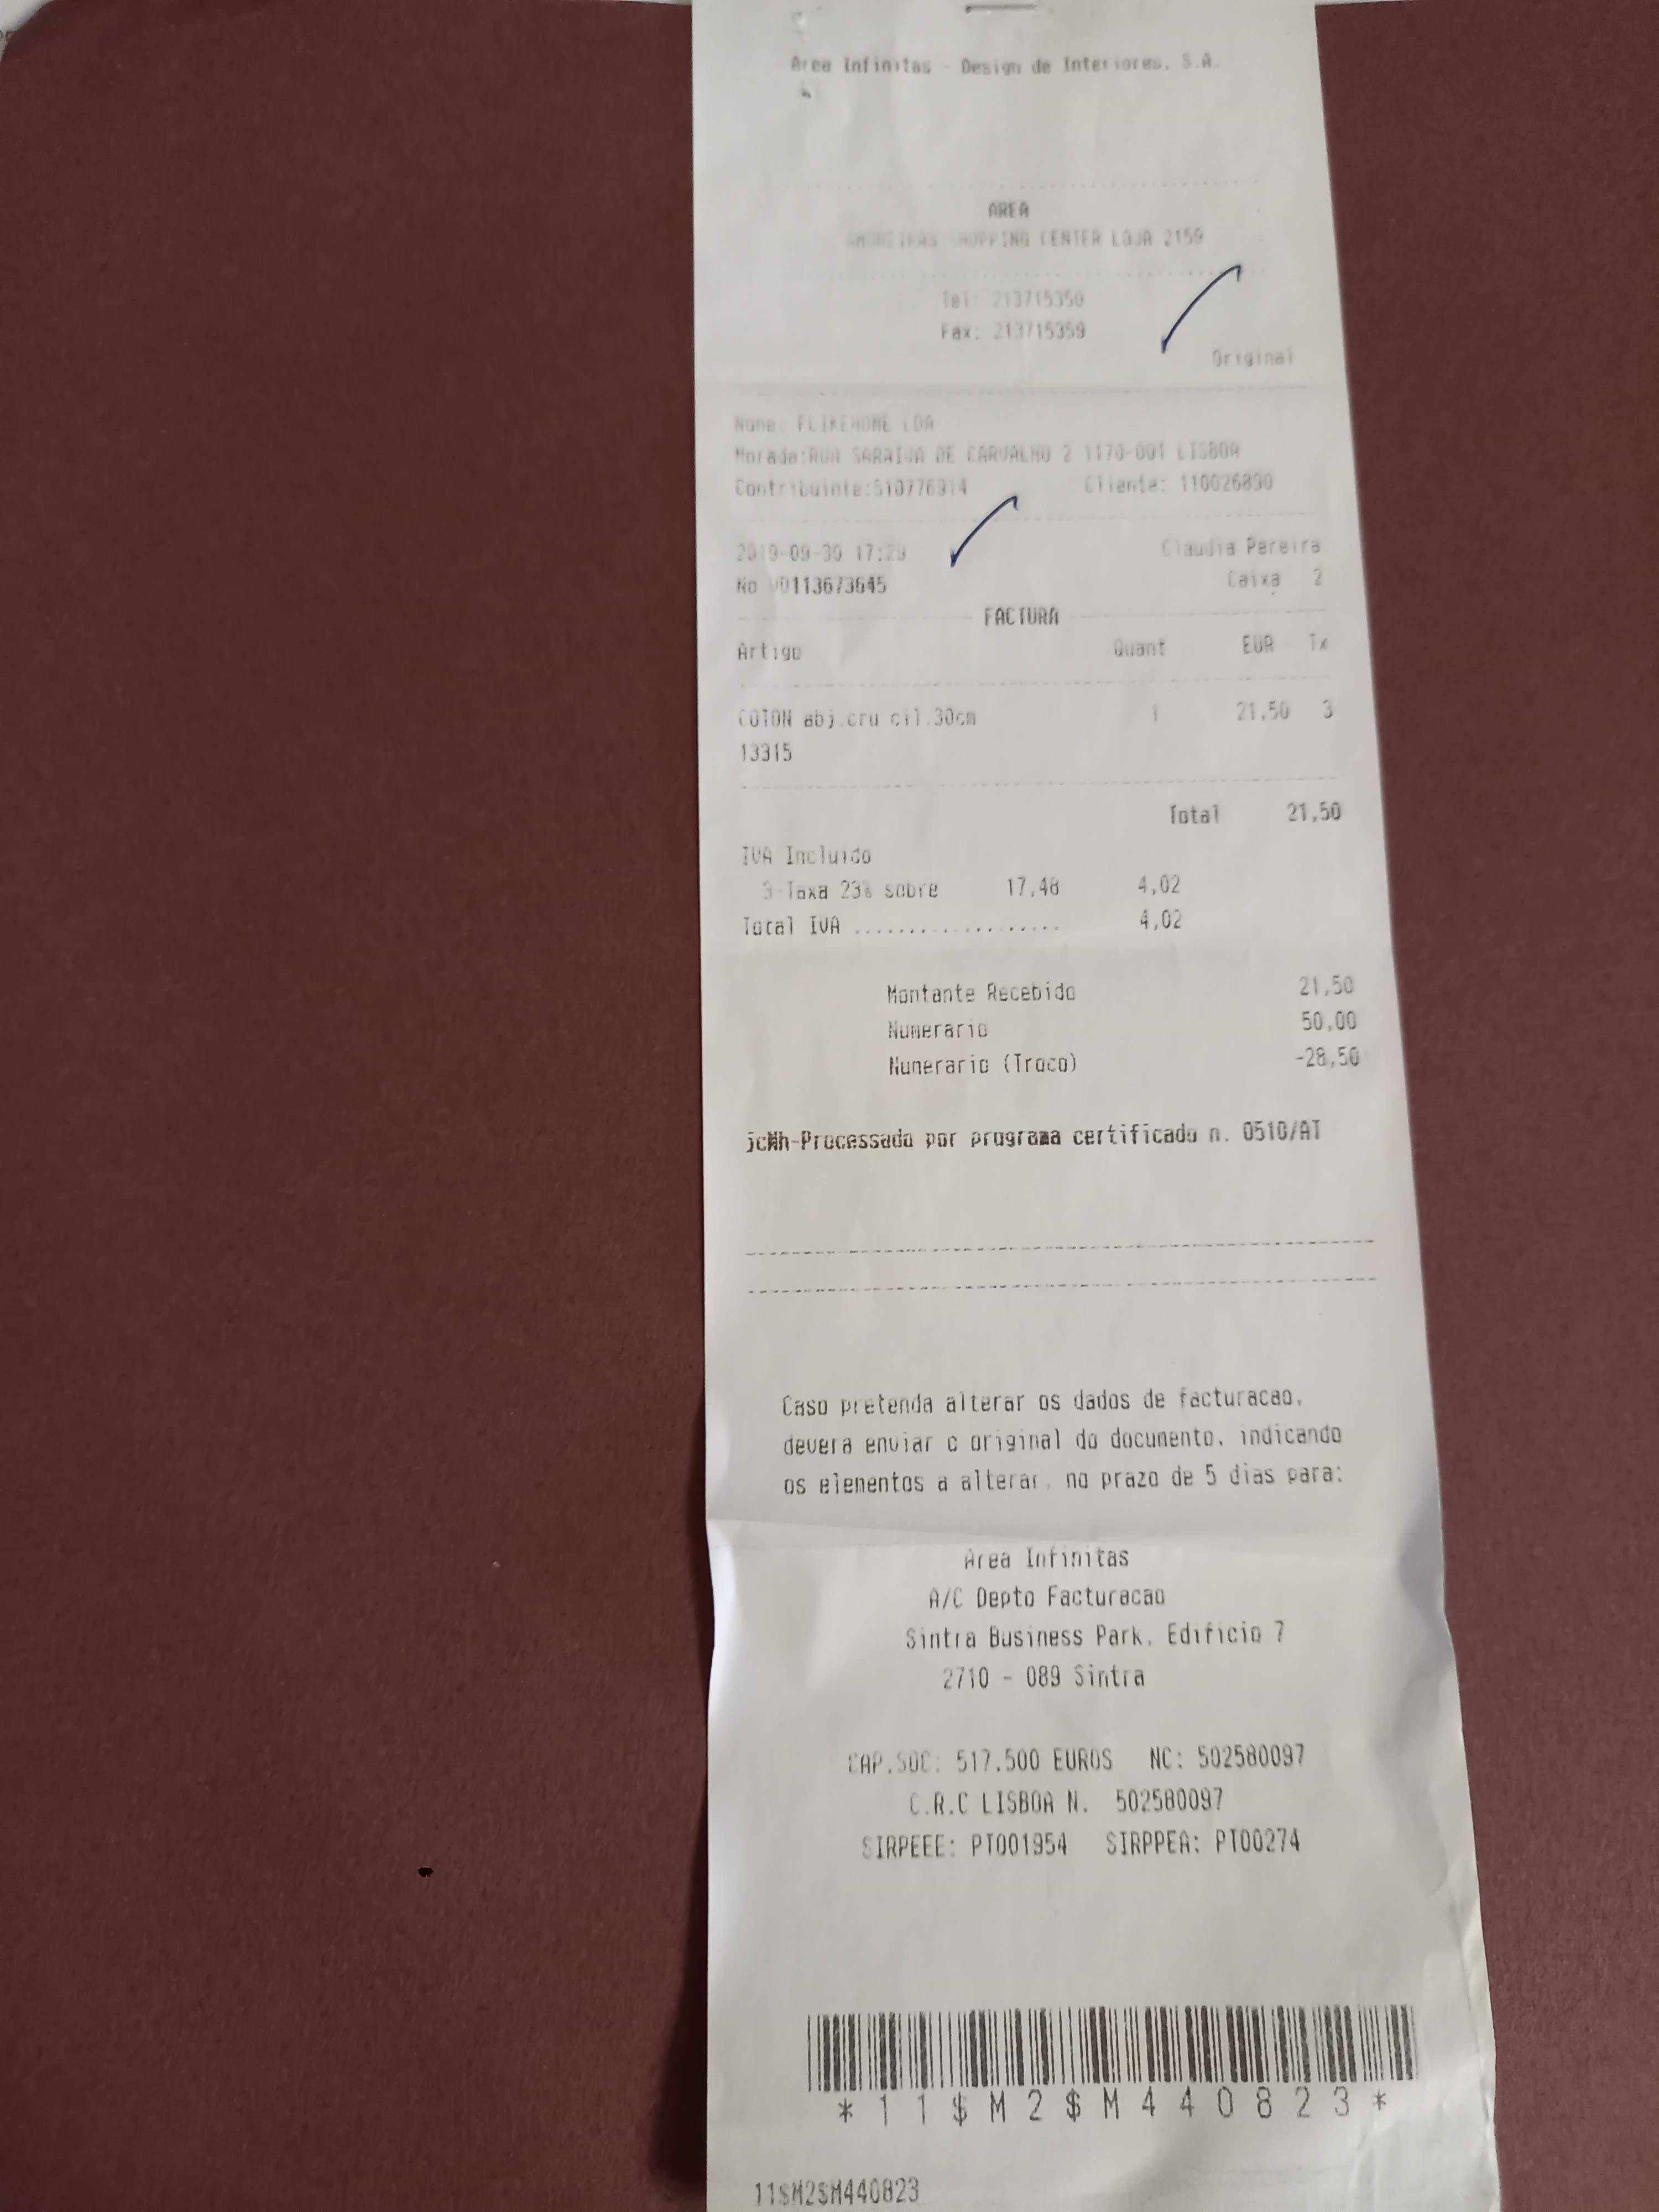 Area Infinitas - Design de Interiores, S.A.
AREA
AMOREIRAS SHOPPING CENTER LOJA 2159
Tel: 213715350
Fax: 213715359
Original
Nome: FLIKEHOME LDA
Morada:RUA SARAIVA DE CARVALHO 2 1170-001 LISBOA
Contribuinte:510776914 Cliente: 110026890
2019-09-30 17:29 Claudia Pereira
No VD113673645 Caixa 2
FACTURA
Artigo Quant EUR Tx
COTON abj.cru cil.30cm 1 21,50 3
13315
Total 21,50
IVA Incluido
3-Taxa 23% sobre 17,48 4,02
Total IVA ................... 4,02
Montante Recebido 21,50
Numerario 50,00
Numerario (Troco) -28,50
jcMh-Processado por programa certificado n. 0510/AT
Caso pretenda alterar os dados de facturacao,
devera enviar o original do documento, indicando
os elementos a alterar, no prazo de 5 dias para:
Area Infinitas
A/C Depto Facturacao
Sintra Business Park, Edificio 7
2710 - 089 Sintra
CAP.SOC: 517.500 EUROS NC: 502580097
C.R.C LISBOA N. 502580097
SIRPEEE: PT001954 SIRPPEA: PT00274
*11$M2$M440823*
11$M2$M440823